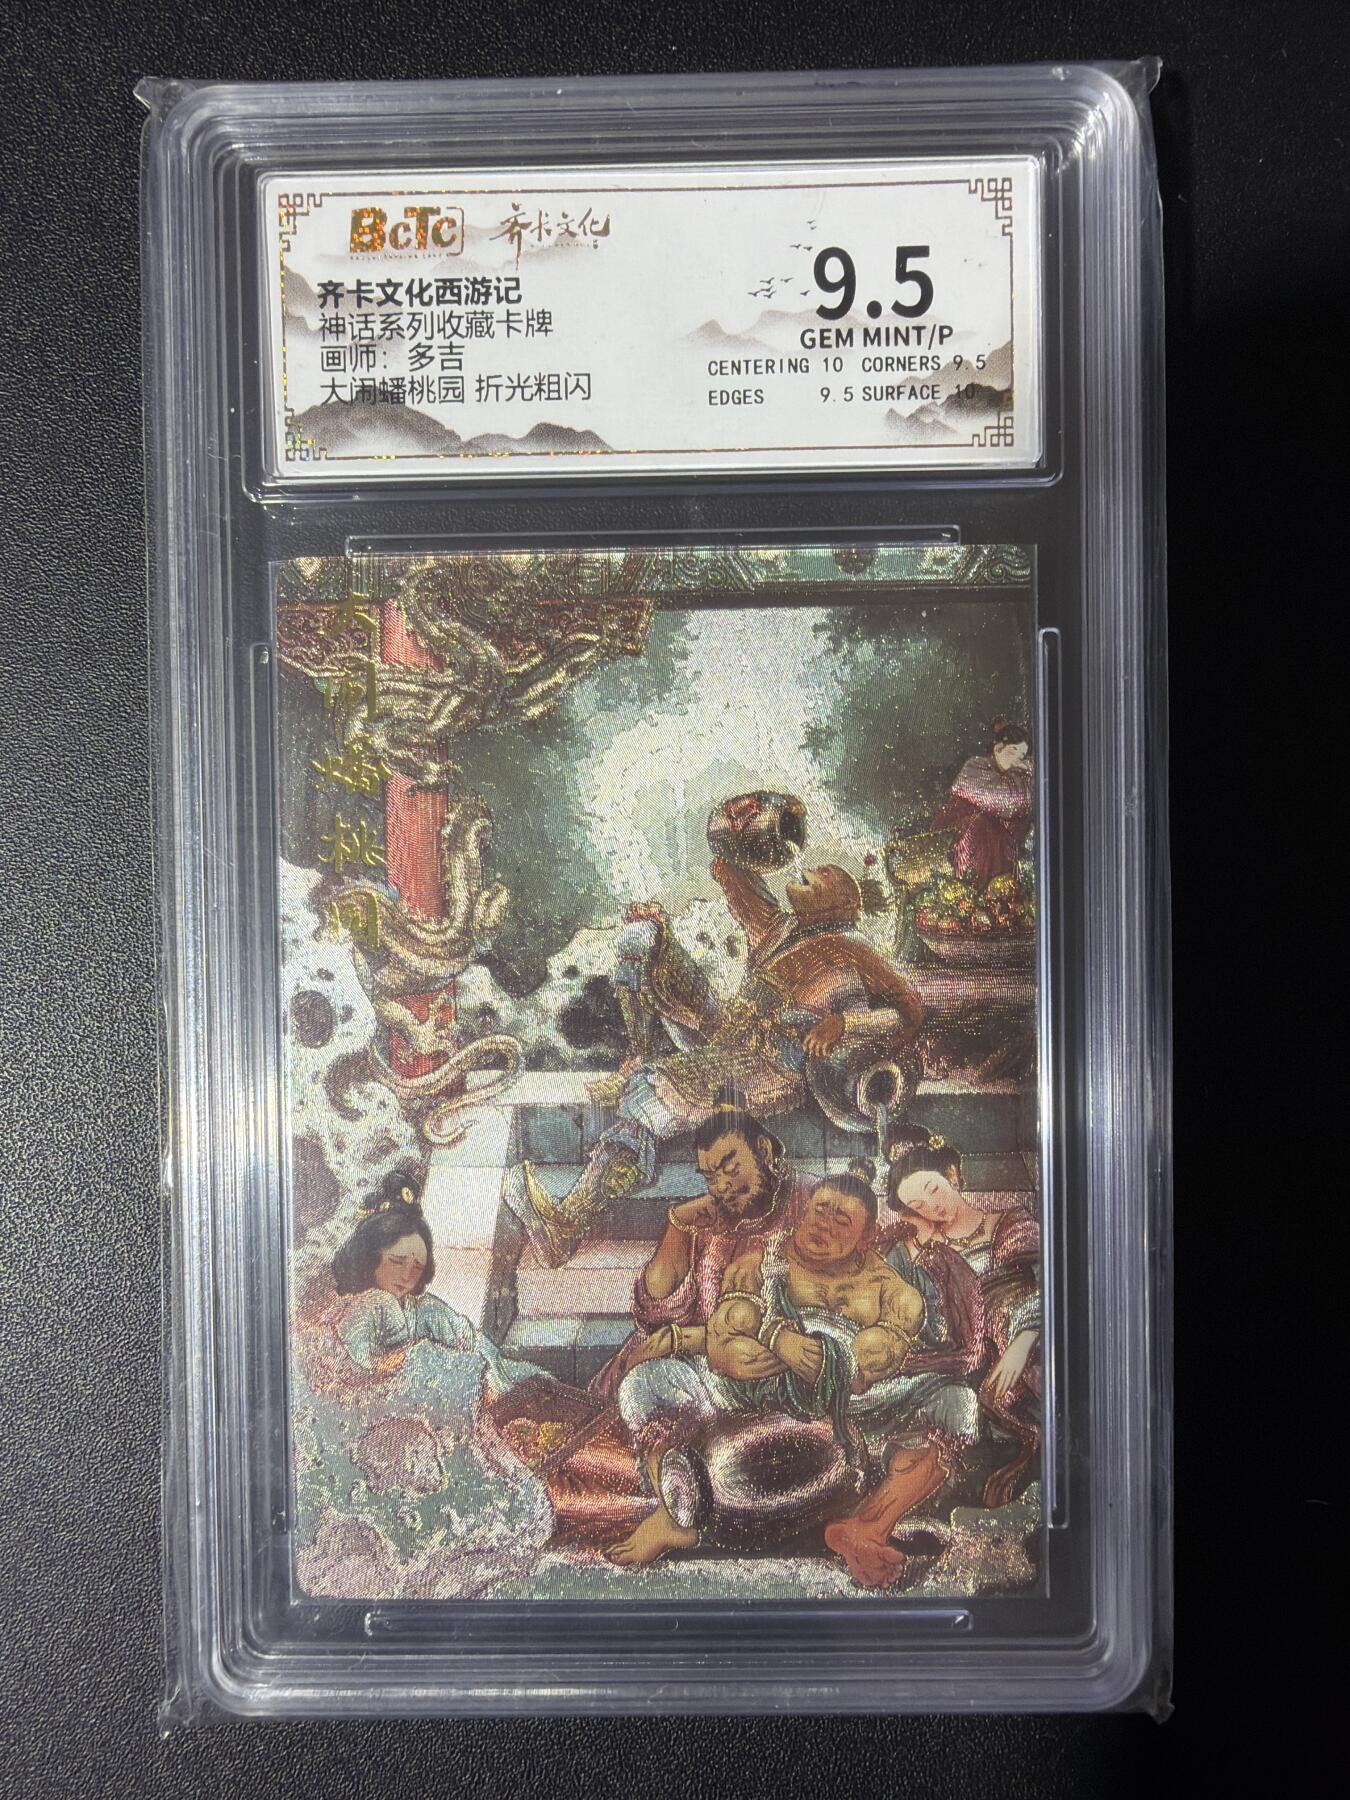 BcTc 齐卡文化
齐卡文化西游记
神话系列收藏卡牌
画师：多吉
大闹蟠桃园 折光粗闪
9.5
GEM MINT/P
CENTERING 10 CORNERS 9.5
EDGES 9.5 SURFACE 10
大闹蟠桃园